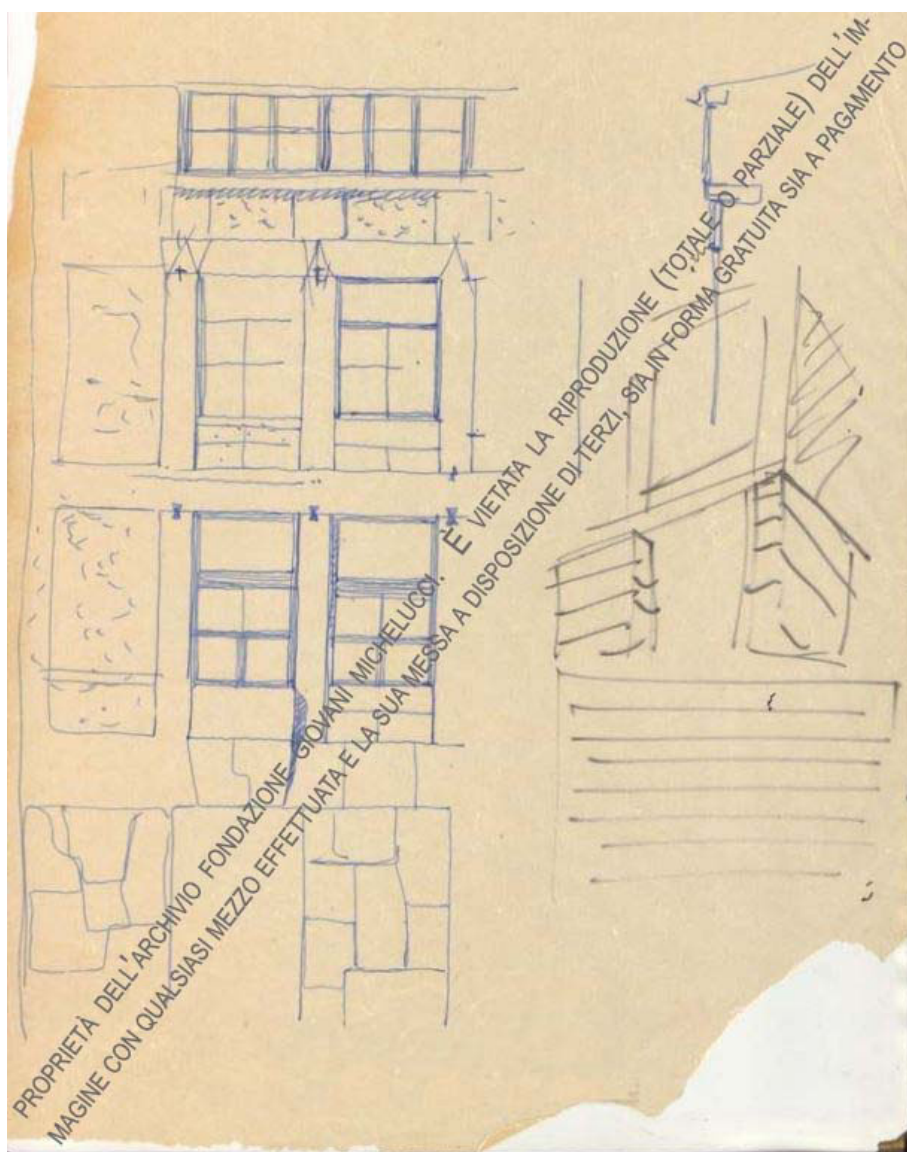 PROPRIETÀ DELL'ARCHIVIO FONDAZIONE GIOVANI MICHELUCCI. È VIETATA LA RIPRODUZIONE (TOTALE O PARZIALE) DELL'IM-
MAGINE CON QUALSIASI MEZZO EFFETTUATA E LA SUA MESSA A DISPOSIZIONE DI TERZI, SIA IN FORMA GRATUITA SIA A PAGAMENTO